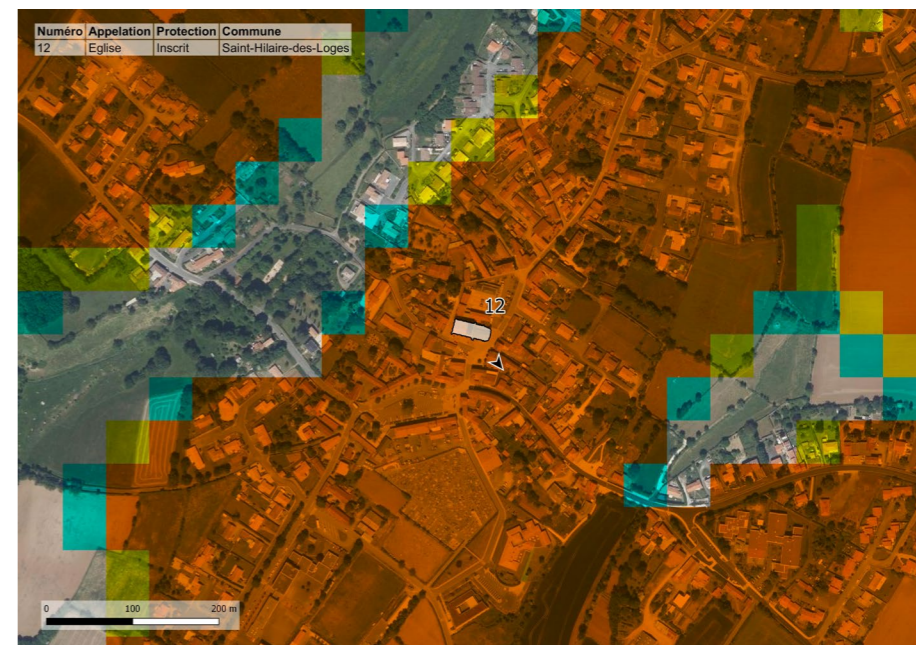 Numéro Appelation Protection Commune
12 Eglise Inscrit Saint-Hilaire-des-Loges
12
0 100 200 m